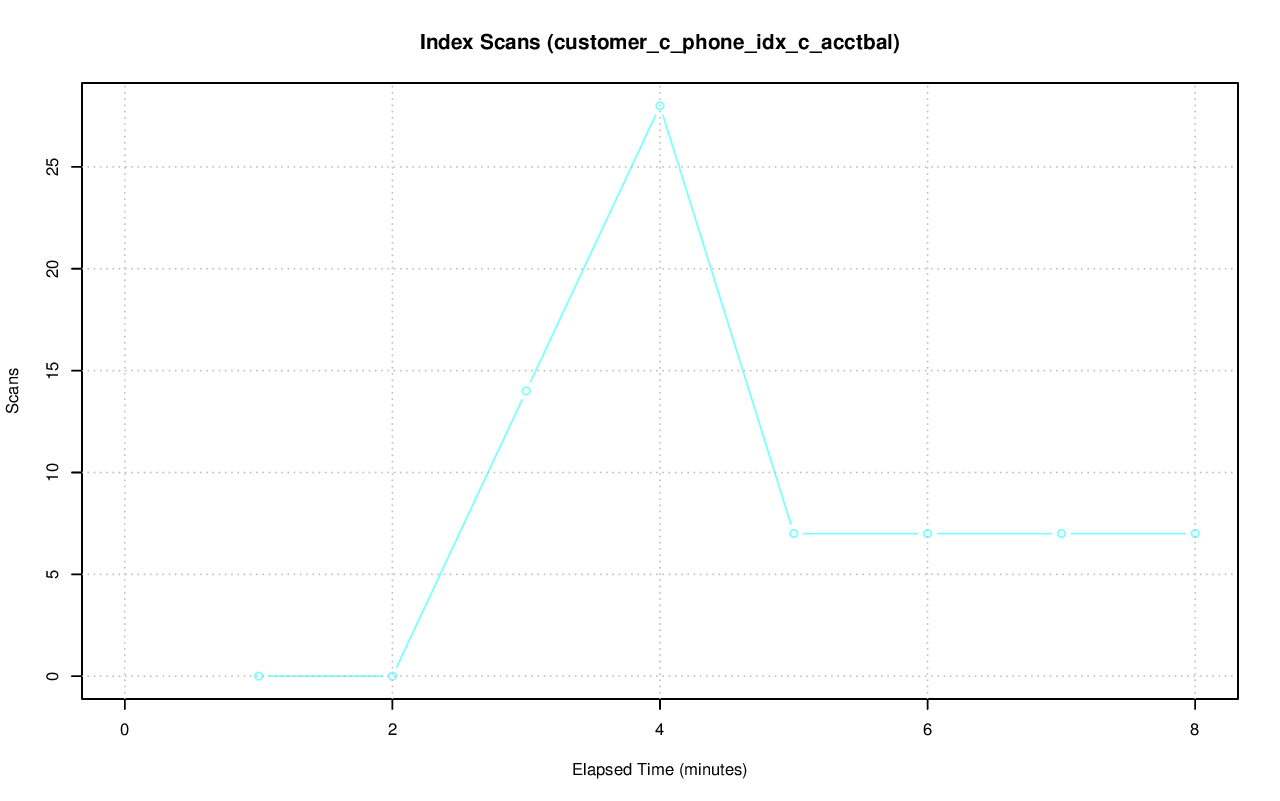 Index Scans (customer_c_phone_idx_c_acctbal)
Scans
25
20
15
10
5
0
0 2 4 6 8
Elapsed Time (minutes)